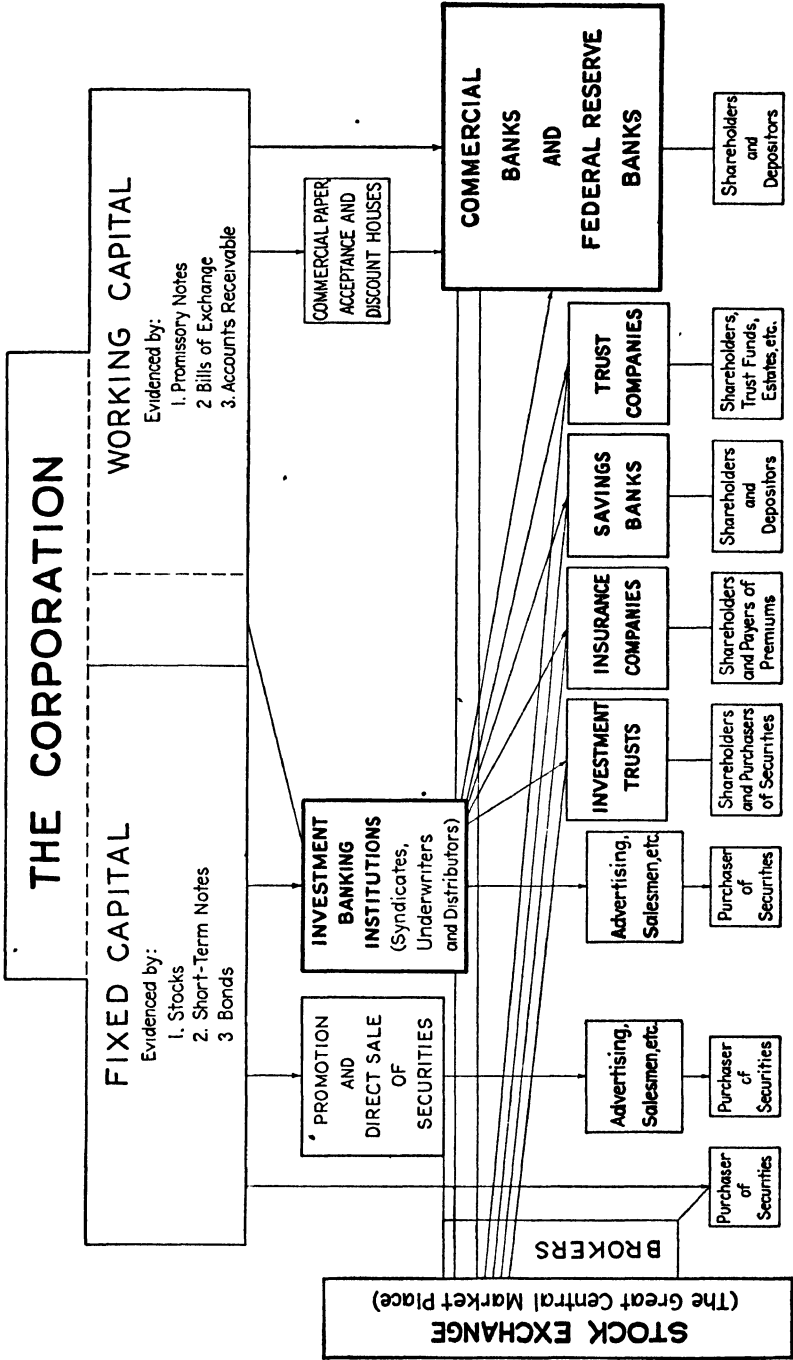 THE CORPORATION
FIXED CAPITAL
Evidenced by:
1. Stocks
2. Short-Term Notes
3 Bonds
WORKING CAPITAL
Evidenced by:
1. Promissory Notes
2 Bills of Exchange
3. Accounts Receivable
PROMOTION
AND
DIRECT SALE
OF
SECURITIES
INVESTMENT
BANKING
INSTITUTIONS
(Syndicates,
Underwriters
and Distributors)
COMMERCIAL PAPER,
ACCEPTANCE AND
DISCOUNT HOUSES
COMMERCIAL
BANKS
AND
FEDERAL RESERVE
BANKS
STOCK EXCHANGE
(The Great Central Market Place)
BROKERS
Advertising,
Salesmen,etc.
Advertising,
Salesmen,etc.
INVESTMENT
TRUSTS
INSURANCE
COMPANIES
SAVINGS
BANKS
TRUST
COMPANIES
Purchaser
of
Securities
Purchaser
of
Securities
Purchaser
of
Securities
Shareholders
and Purchasers
of Securities
Shareholders
and Payers of
Premiums
Shareholders
and
Depositors
Shareholders,
Trust Funds,
Estates, etc.
Shareholders
and
Depositors